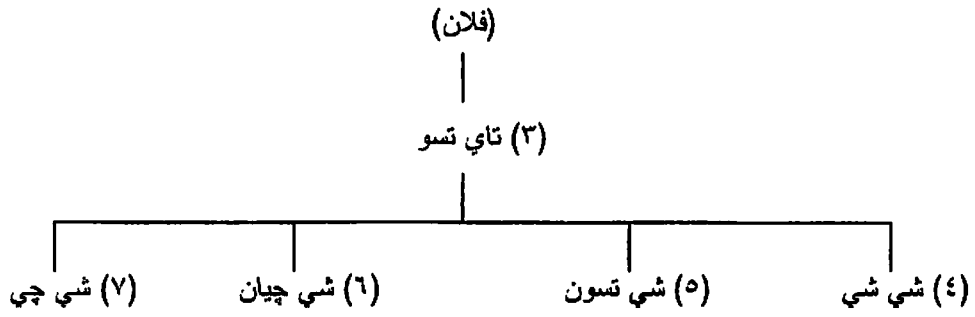 (فلان)
(٣) تاي تسو
(٤) شي شي (٥) شي تسون (٦) شي چيان (٧) شي چي